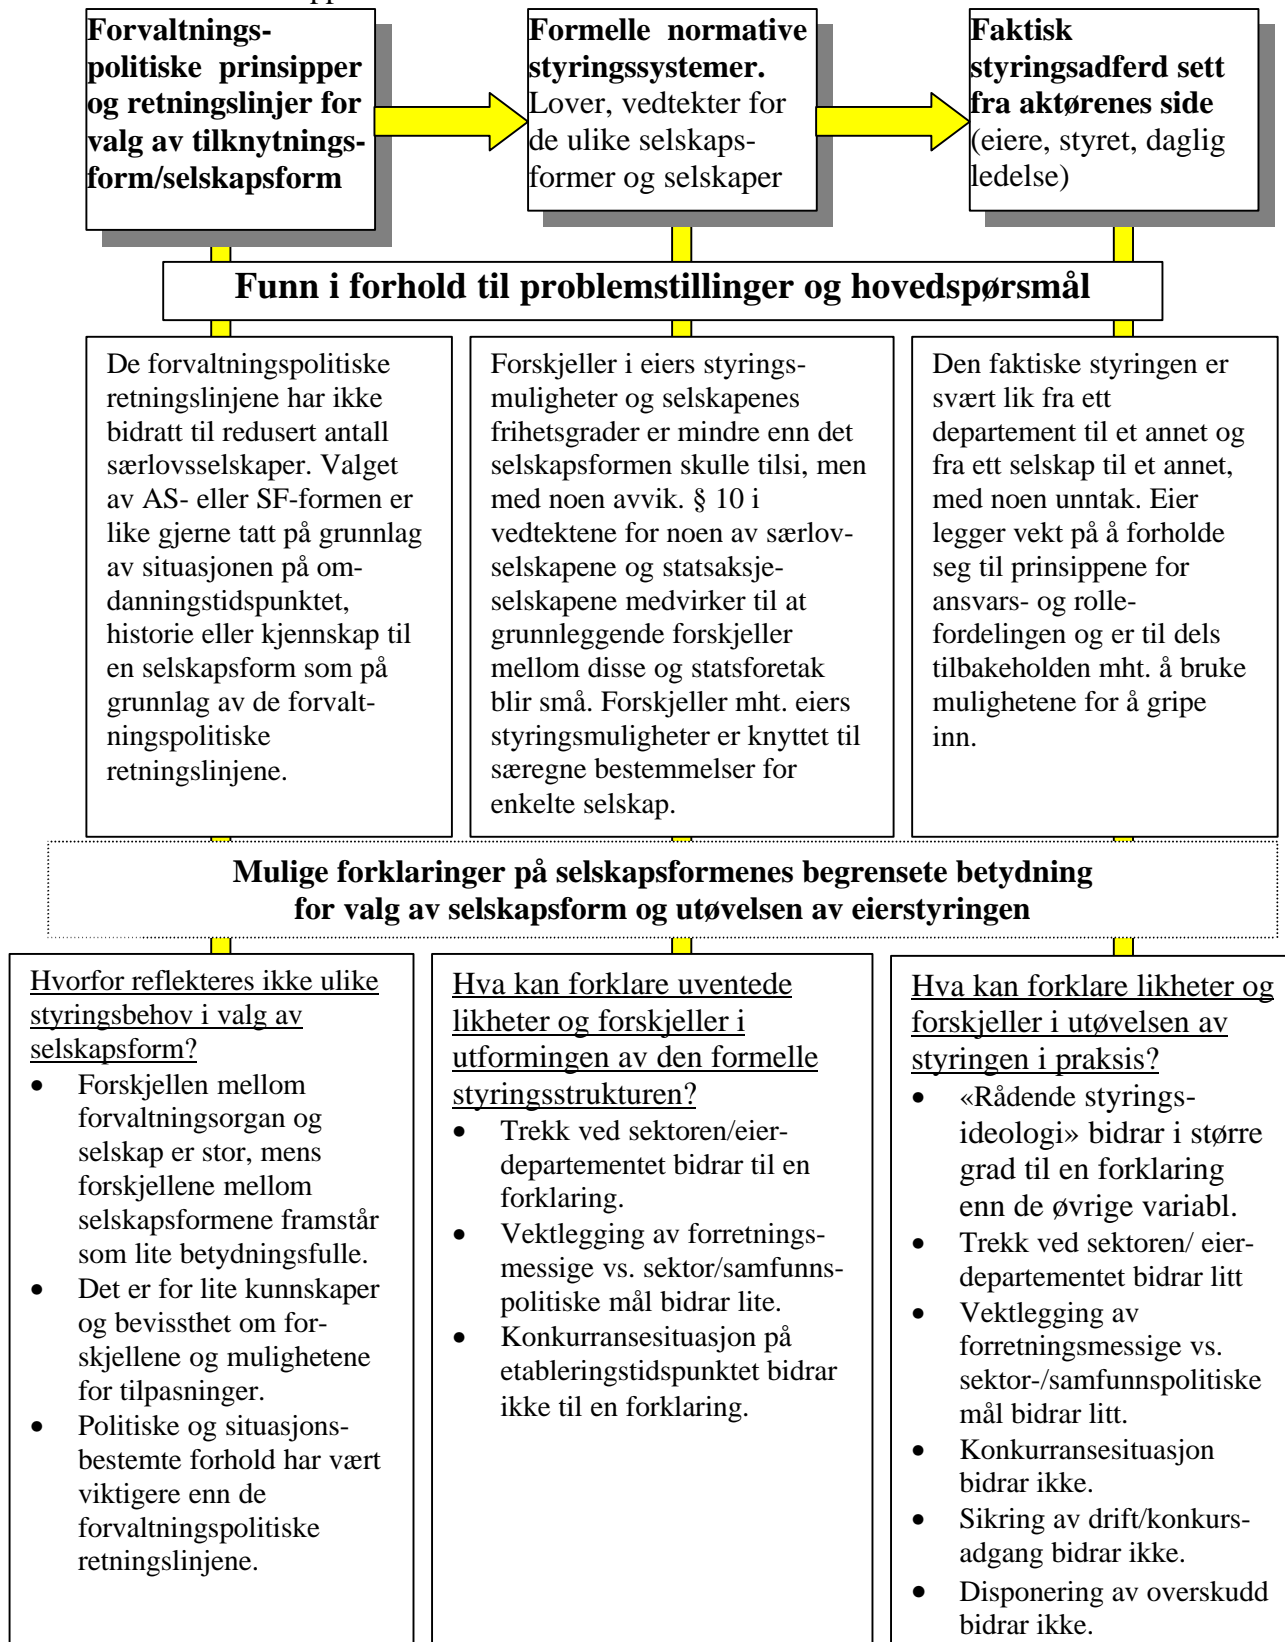 Forvaltnings-
politiske prinsipper
og retningslinjer for
valg av tilknytnings-
form/selskapsform
Formelle normative
styringssystemer.
Lover, vedtekter for
de ulike selskaps-
former og selskaper
Faktisk
styringsadferd sett
fra aktørenes side
(eiere, styret, daglig
ledelse)
Funn i forhold til problemstillinger og hovedspørsmål
De forvaltningspolitiske
retningslinjene har ikke
bidratt til redusert antall
særlovsselskaper. Valget
av AS- eller SF-formen er
like gjerne tatt på grunnlag
av situasjonen på om-
danningstidspunktet,
historie eller kjennskap til
en selskapsform som på
grunnlag av de forvalt-
ningspolitiske
retningslinjene.
Forskjeller i eiers styrings-
muligheter og selskapenes
frihetsgrader er mindre enn det
selskapsformen skulle tilsi, men
med noen avvik. § 10 i
vedtektene for noen av særlov-
selskapene og statsaksje-
selskapene medvirker til at
grunnleggende forskjeller
mellom disse og statsforetak
blir små. Forskjeller mht. eiers
styringsmuligheter er knyttet til
særegne bestemmelser for
enkelte selskap.
Den faktiske styringen er
svært lik fra ett
departement til et annet og
fra ett selskap til et annet,
med noen unntak. Eier
legger vekt på å forholde
seg til prinsippene for
ansvars- og rolle-
fordelingen og er til dels
tilbakeholden mht. å bruke
mulighetene for å gripe
inn.
Mulige forklaringer på selskapsformenes begrensete betydning
for valg av selskapsform og utøvelsen av eierstyringen
Hvorfor reflekteres ikke ulike
styringsbehov i valg av
selskapsform?
• Forskjellen mellom
forvaltningsorgan og
selskap er stor, mens
forskjellene mellom
selskapsformene framstår
som lite betydningsfulle.
• Det er for lite kunnskaper
og bevissthet om for-
skjellene og mulighetene
for tilpasninger.
• Politiske og situasjons-
bestemte forhold har vært
viktigere enn de
forvaltningspolitiske
retningslinjene.
Hva kan forklare uventede
likheter og forskjeller i
utformingen av den formelle
styringsstrukturen?
• Trekk ved sektoren/eier-
departementet bidrar til en
forklaring.
• Vektlegging av forretnings-
messige vs. sektor/samfunns-
politiske mål bidrar lite.
• Konkurransesituasjon på
etableringstidspunktet bidrar
ikke til en forklaring.
Hva kan forklare likheter og
forskjeller i utøvelsen av
styringen i praksis?
• «Rådende styrings-
ideologi» bidrar i større
grad til en forklaring
enn de øvrige variabl.
• Trekk ved sektoren/ eier-
departementet bidrar litt
• Vektlegging av
forretningsmessige vs.
sektor-/samfunnspolitiske
mål bidrar litt.
• Konkurransesituasjon
bidrar ikke.
• Sikring av drift/konkurs-
adgang bidrar ikke.
• Disponering av overskudd
bidrar ikke.